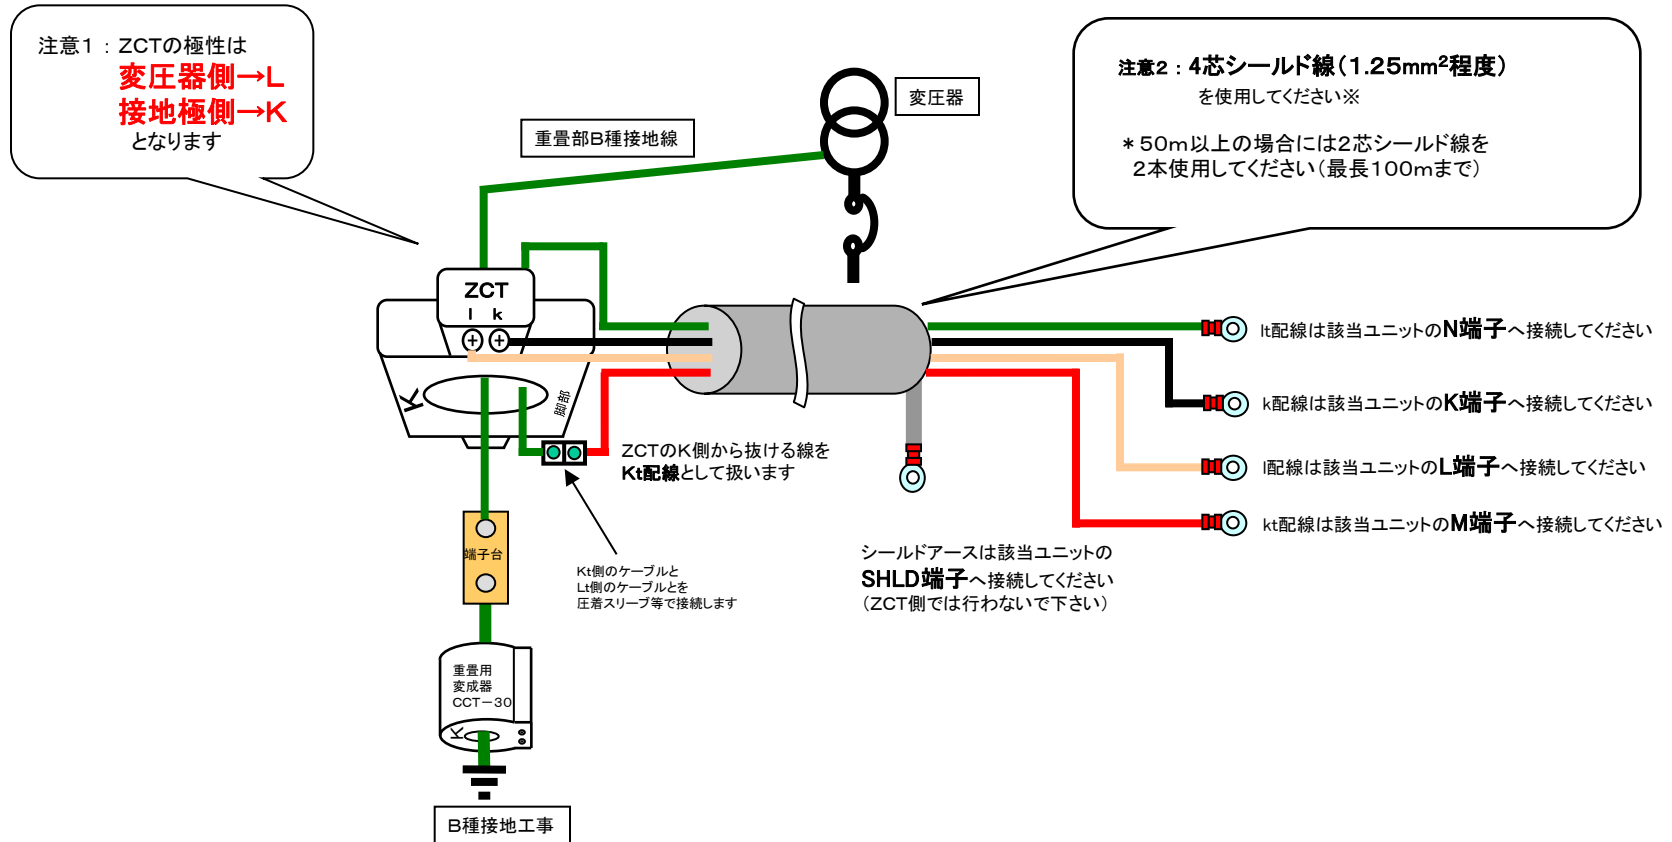 注意1：ZCTの極性は
変圧器側→L
接地極側→K
となります
重畳部B種接地線
変圧器
注意2：4芯シールド線（1.25mm²程度）
を使用してください※
＊50m以上の場合には2芯シールド線を
2本使用してください（最長100mまで）
ZCT
l k
K
脚部
lt配線は該当ユニットのN端子へ接続してください
k配線は該当ユニットのK端子へ接続してください
l配線は該当ユニットのL端子へ接続してください
kt配線は該当ユニットのM端子へ接続してください
ZCTのK側から抜ける線を
Kt配線として扱います
端子台
Kt側のケーブルと
Lt側のケーブルとを
圧着スリーブ等で接続します
シールドアースは該当ユニットの
SHLD端子へ接続してください
（ZCT側では行わないで下さい）
重畳用
変成器
CCT－30
K
B種接地工事